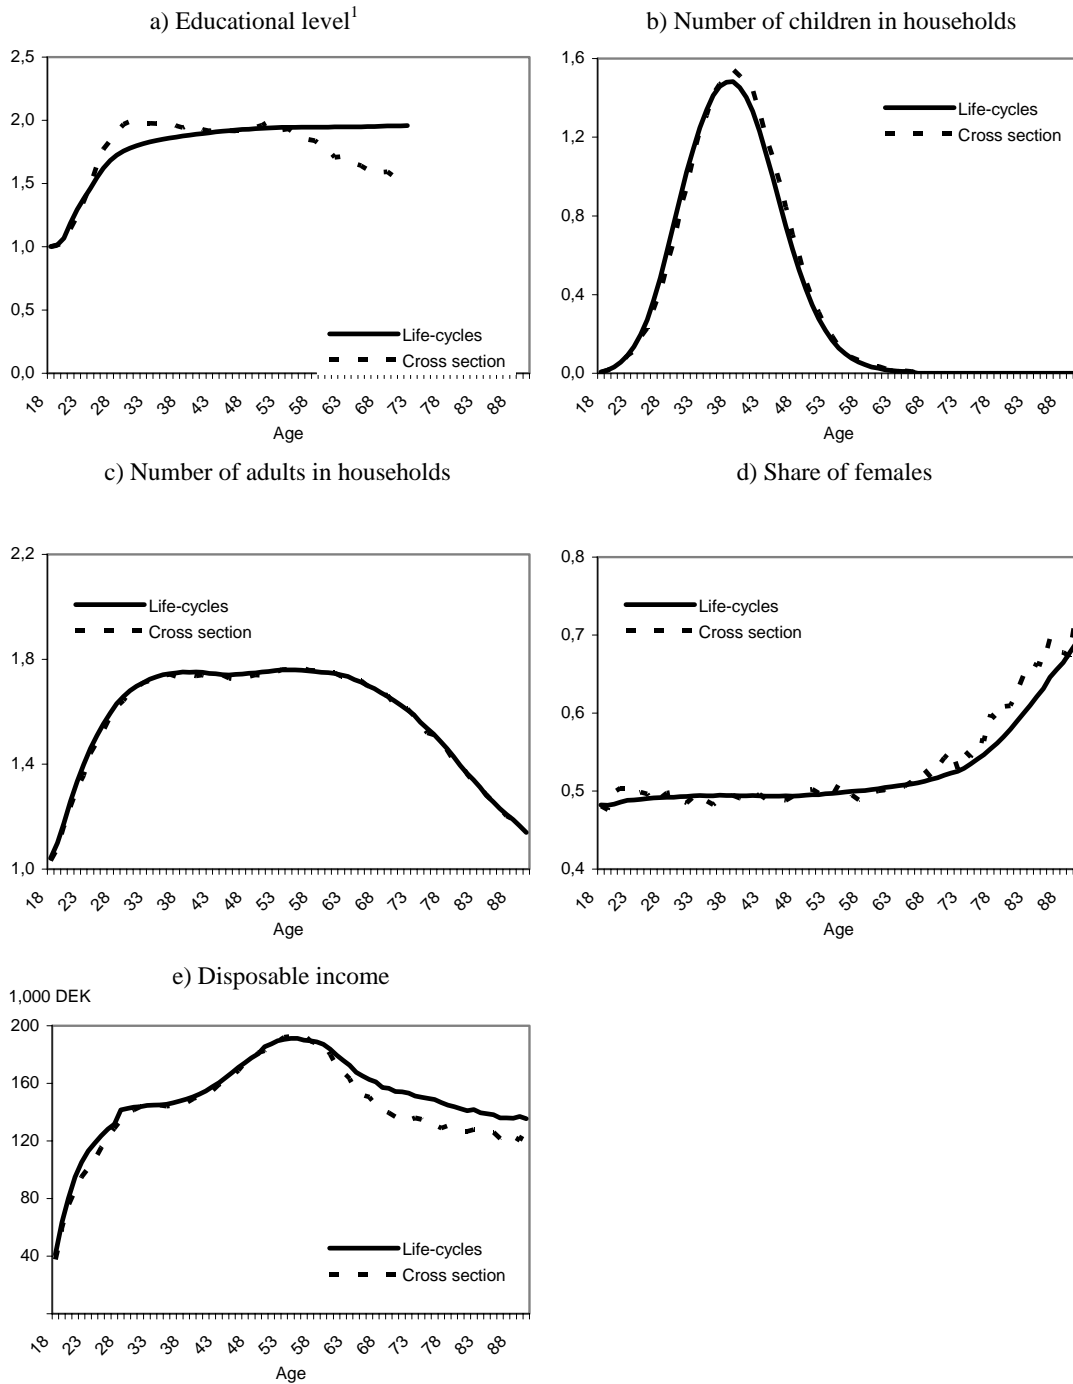 a) Educational level1
2,5
2,0
1,5
1,0
0,5
0,0
Life-cycles
Cross section
18 23 28 33 38 43 48 53 58 63 68 73 78 83 88
Age
b) Number of children in households
1,6
1,2
0,8
0,4
0,0
Life-cycles
Cross section
18 23 28 33 38 43 48 53 58 63 68 73 78 83 88
Age
c) Number of adults in households
2,2
1,8
1,4
1,0
Life-cycles
Cross section
18 23 28 33 38 43 48 53 58 63 68 73 78 83 88
Age
d) Share of females
0,8
0,7
0,6
0,5
0,4
Life-cycles
Cross section
18 23 28 33 38 43 48 53 58 63 68 73 78 83 88
Age
e) Disposable income
1,000 DEK
200
160
120
80
40
Life-cycles
Cross section
18 23 28 33 38 43 48 53 58 63 68 73 78 83 88
Age